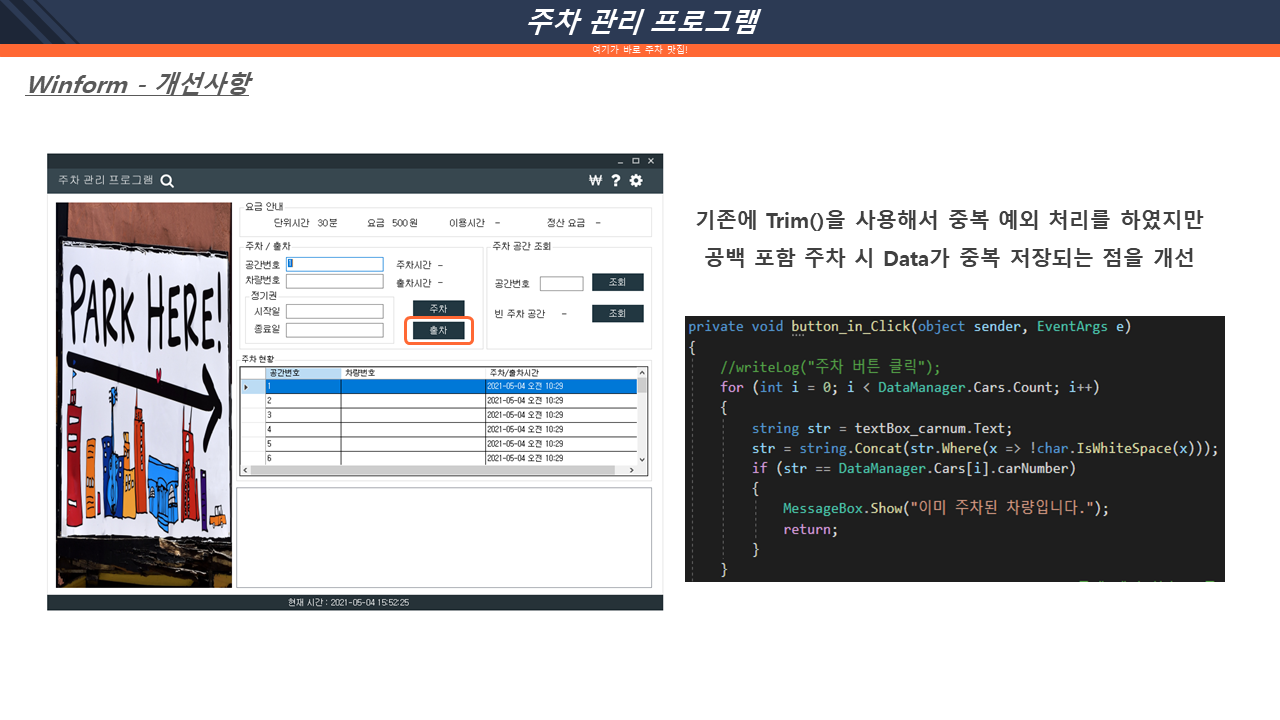 주차 관리 프로그램
여기가 바로 주차 맛집!
Winform - 개선사항
주차 관리 프로그램
₩ ?
PARK HERE!
요금 안내
단위시간 30분 요금 500원 이용시간 - 정산 요금 -
주차 / 출차
공간번호 1 주차시간 -
차량번호 출차시간 -
정기권
시작일 주차
종료일 출차
주차 공간 조회
공간번호 조회
빈 주차 공간 - 조회
주차 현황
공간번호 차량번호 주차/출차시간
1 2021-05-04 오전 10:29
2 2021-05-04 오전 10:29
3 2021-05-04 오전 10:29
4 2021-05-04 오전 10:29
5 2021-05-04 오전 10:29
6 2021-05-04 오전 10:29
현재 시간 : 2021-05-04 15:52:25
기존에 Trim()을 사용해서 중복 예외 처리를 하였지만
공백 포함 주차 시 Data가 중복 저장되는 점을 개선
private void button_in_Click(object sender, EventArgs e)
{
//writeLog("주차 버튼 클릭");
for (int i = 0; i < DataManager.Cars.Count; i++)
{
string str = textBox_carnum.Text;
str = string.Concat(str.Where(x => !char.IsWhiteSpace(x)));
if (str == DataManager.Cars[i].carNumber)
{
MessageBox.Show("이미 주차된 차량입니다.");
return;
}
}